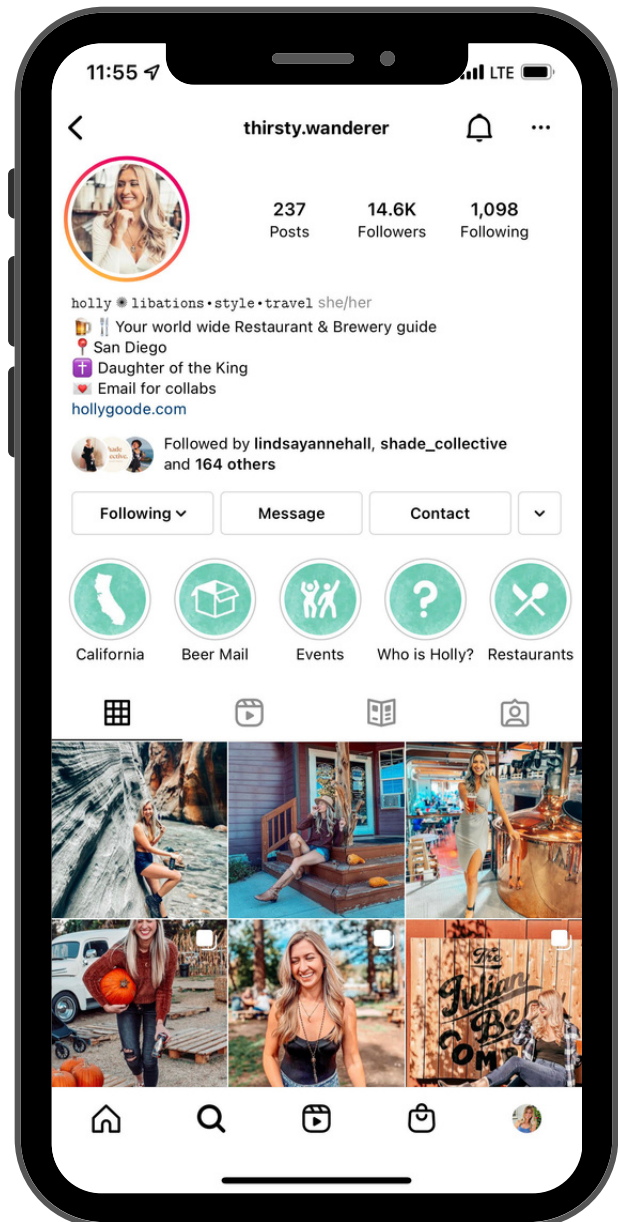 11:55
LTE
thirsty.wanderer
237 14.6K 1,098
Posts Followers Following
holly ✺ libations•style•travel she/her
🍺 🍴 Your world wide Restaurant & Brewery guide
📍 San Diego
✝️ Daughter of the King
💌 Email for collabs
hollygoode.com
Followed by lindsayannehall, shade_collective
and 164 others
Following Message Contact
California Beer Mail Events Who is Holly? Restaurants
The
Julian